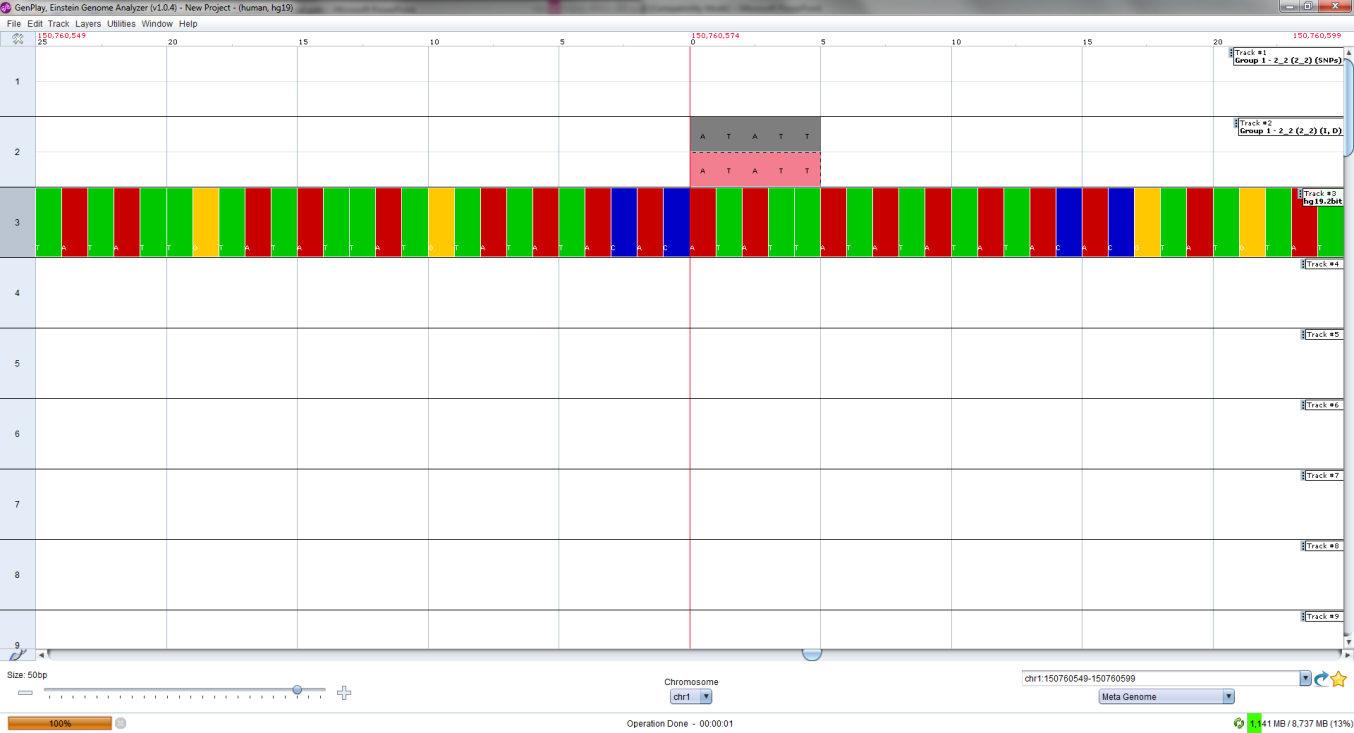 GenPlay, Einstein Genome Analyzer (v1.0.4) - New Project - (human, hg19)
File Edit Track Layers Utilities Window Help
150,760,549 150,760,574 150,760,599
25 20 15 10 5 0 5 10 15 20
Track #1
Group 1 - 2_2 (2_2) (SNPs)
1
Track #2
Group 1 - 2_2 (2_2) (I, D)
A T A T T
2
A T A T T
Track #3
hg19.2bit
3
T A T A T T G T A T A T T A T G T A T A T A C A C A T A T T A T A T A T A T A C A C G T A T G T A T
Track #4
4
Track #5
5
Track #6
6
Track #7
7
Track #8
8
Track #9
9
Size: 50bp
Chromosome
chr1
chr1:150760549-150760599
Meta Genome
100%
Operation Done - 00:00:01
1,141 MB / 8,737 MB (13%)